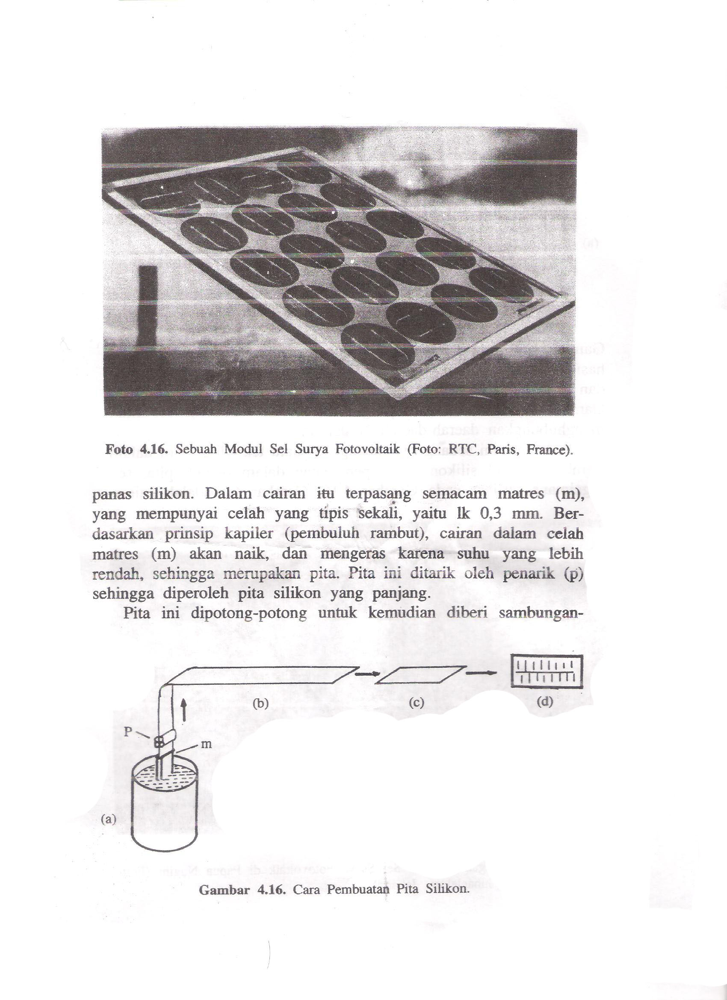 Foto 4.16. Sebuah Modul Sel Surya Fotovoltaik (Foto: RTC, Paris, France).
panas silikon. Dalam cairan itu terpasang semacam matres (m),
yang mempunyai celah yang tipis sekali, yaitu lk 0,3 mm. Ber-
dasarkan prinsip kapiler (pembuluh rambut), cairan dalam celah
matres (m) akan naik, dan mengeras karena suhu yang lebih
rendah, sehingga merupakan pita. Pita ini ditarik oleh penarik (p)
sehingga diperoleh pita silikon yang panjang.
Pita ini dipotong-potong untuk kemudian diberi sambungan-
(b)
(c)
(d)
P
m
(a)
Gambar 4.16. Cara Pembuatan Pita Silikon.